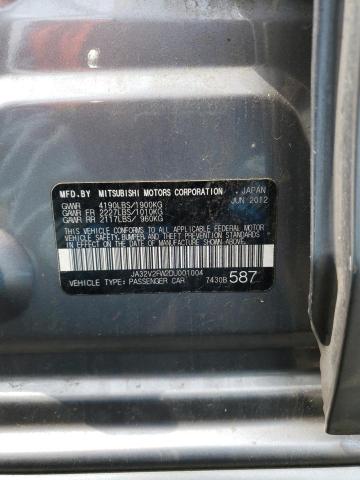 MFD. BY MITSUBISHI MOTORS CORPORATION JAPAN
GVWR 4190LBS/1900KG JUN 2012
GAWR FR 2227LBS/1010KG
GAWR RR 2117LBS/ 960KG
THIS VEHICLE CONFORMS TO ALL APPLICABLE FEDERAL MOTOR
VEHICLE SAFETY, BUMPER, AND THEFT PREVENTION STANDARDS
IN EFFECT ON THE DATE OF MANUFACTURE SHOWN ABOVE.
JA32V2FW2DU001004
VEHICLE TYPE: PASSENGER CAR 7430B587